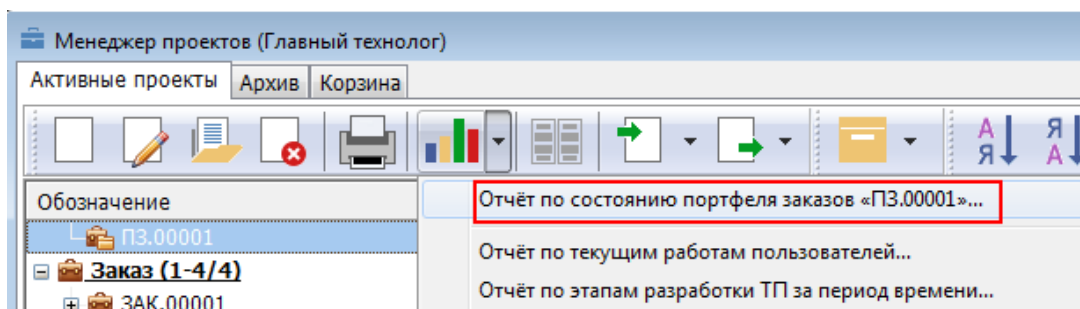 Менеджер проектов (Главный технолог)
Активные проекты Архив Корзина
А Я Я А
Обозначение
Отчёт по состоянию портфеля заказов «ПЗ.00001»...
ПЗ.00001
Отчёт по текущим работам пользователей...
Заказ (1-4/4)
Отчёт по этапам разработки ТП за период времени...
ЗАК.00001